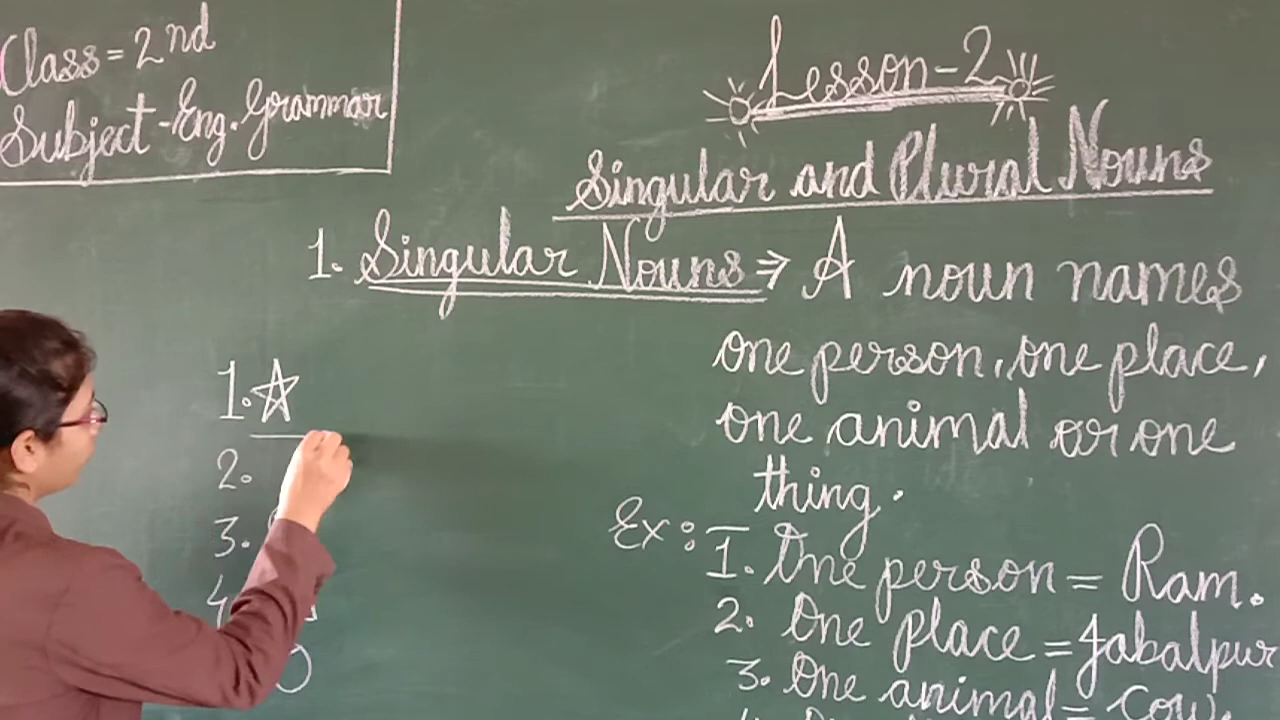 Class = 2nd
Subject - Eng. Grammar
Lesson - 2
Singular and Plural Nouns
1. Singular Nouns ⇒ A noun names
one person, one place,
one animal or one
thing.
Ex: 1. One person = Ram.
2. One place = Jabalpur
3. One animal = Cow.
1.
2.
3.
4